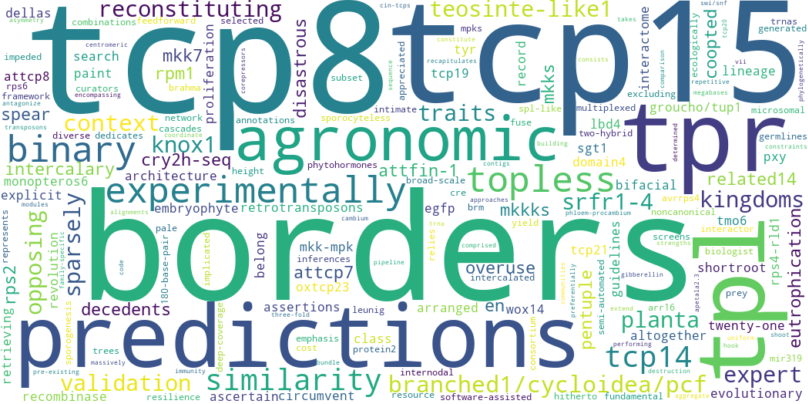 reconstituting
teosinte-like1
tcp8 tcp15
dellas
combinations
feedforward
selected
centromeric
asymmetry
cin-tcps
swi/snf
takes
tcp20
mkk7
impeded
search
paint
curators
attcp8
rps6
framework
rpm1
brahma
proliferation
disastrous
tyr
mpks
constitute
recapitulates
tcp19
record
mkks
subset
sequence
appreciated
corepressors
interactome
consists
comparison
repetitive
megabases
vii
ecologically
coopted
trnas
generated
lineage
phylogenetically
encompassing
antagonize
transposons
spear
context
network
annotations
diverse
dedicates
cascades
coordinate
sporocyteless
spl-like
multiplexed
excluding
groucho/tup1
microsomal
agronomic
traits
fuse
two-hybrid
lbd4
determined
tpr
germlines
constraints
binary
knox1
cry2h-seq
phytohormones
building
attfin-1
sgt1
domain4
pxy
intercalary
monopteros6
architecture
height
contigs
topless
bifacial
related14
explicit
embryophyte
retrotransposons
broad-scale
approaches
cre
experimentally
egfp
brm
phloem-procambium
mkkks
srfr1-4
avrrps4
noncanonical
kingdoms
modules
alignments
represents
rps2
retrieving
opposing
revolution
family-specific
sparsely
pale
180-base-pair
code
implicated
belong
mkk-mpk
inferences
attcp7
oxtcp23
cambium
pipeline
relies
comprised
yield
overuse
intercalated
preferentially
gibberellin
tcp21
screens
strengths
semi-automated
guidelines
tmo6
interactor
biologist
prey
apetala2,3
rps4-rld1
shortroot
eutrophications
tpl
borders
decedents
assertions
leunig
en
wox14
arranged
extend
arr16
pentuple
planta
altogether
twenty-one
mir319
uniform
hook
shoot
predictions
sporogenesis
deep-coverage
three-fold
emphasis
cost
class
protein2
consortium
tcp14
performing
destruction
expert
pre-existing
trees
massively
immunity
bundle
internodal
validation
similarity
branched1/cycloidea/pcf
recombinase
resilience
ascertain
circumvent
resource
software-assisted
hitherto
fundamental
aggregate
evolutionary